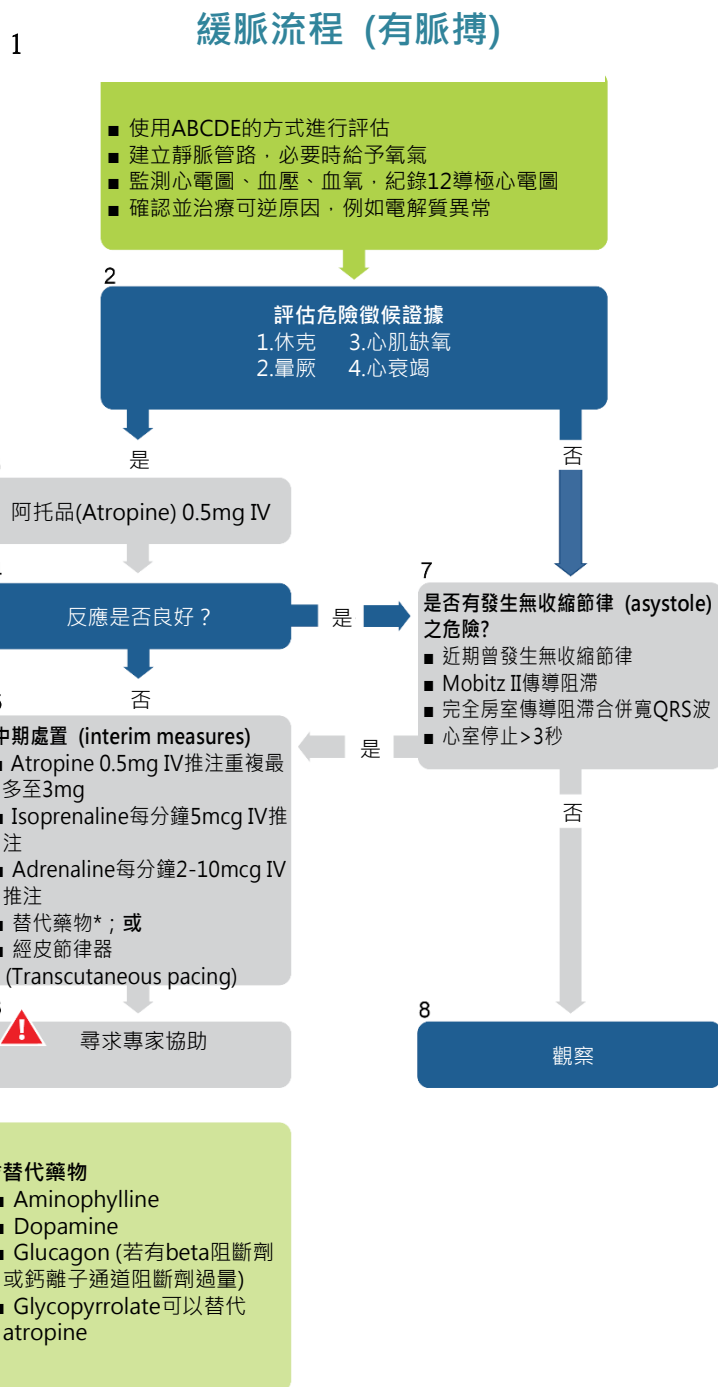 緩脈流程 (有脈搏)
1
■ 使用ABCDE的方式進行評估
■ 建立靜脈管路，必要時給予氧氣
■ 監測心電圖、血壓、血氧，紀錄12導極心電圖
■ 確認並治療可逆原因，例如電解質異常
2
評估危險徵候證據
1.休克 3.心肌缺氧
2.暈厥 4.心衰竭
是
否
阿托品(Atropine) 0.5mg IV
反應是否良好？
是
7
是否有發生無收縮節律 (asystole)
之危險?
■ 近期曾發生無收縮節律
■ Mobitz II傳導阻滯
■ 完全房室傳導阻滯合併寬QRS波
■ 心室停止>3秒
否
是
中期處置 (interim measures)
■ Atropine 0.5mg IV推注重複最
多至3mg
■ Isoprenaline每分鐘5mcg IV推
注
■ Adrenaline每分鐘2-10mcg IV
推注
■ 替代藥物*；或
■ 經皮節律器
(Transcutaneous pacing)
否
尋求專家協助
8
觀察
*替代藥物
■ Aminophylline
■ Dopamine
■ Glucagon (若有beta阻斷劑
或鈣離子通道阻斷劑過量)
■ Glycopyrrolate可以替代
atropine